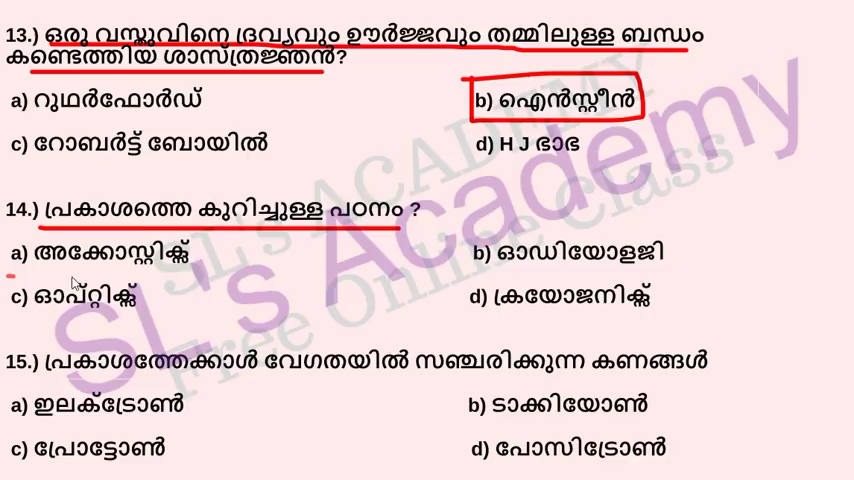 13.) ഒരു വസ്തുവിനെ ദ്രവ്യവും ഊർജ്ജവും തമ്മിലുള്ള ബന്ധം
കണ്ടെത്തിയ ശാസ്ത്രജ്ഞൻ?
a) റുഥർഫോർഡ് b) ഐൻസ്റ്റീൻ
c) റോബർട്ട് ബോയിൽ d) H J ഭാഭ
14.) പ്രകാശത്തെ കുറിച്ചുള്ള പഠനം ?
a) അക്കോസ്റ്റിക്സ് b) ഓഡിയോളജി
c) ഓപ്റ്റിക്സ് d) ക്രയോജനിക്സ്
15.) പ്രകാശത്തേക്കാൾ വേഗതയിൽ സഞ്ചരിക്കുന്ന കണങ്ങൾ
a) ഇലക്ട്രോൺ b) ടാക്കിയോൺ
c) പ്രോട്ടോൺ d) പോസിട്രോൺ
SL's ACADEMY
SL's Academy
Free Online Class